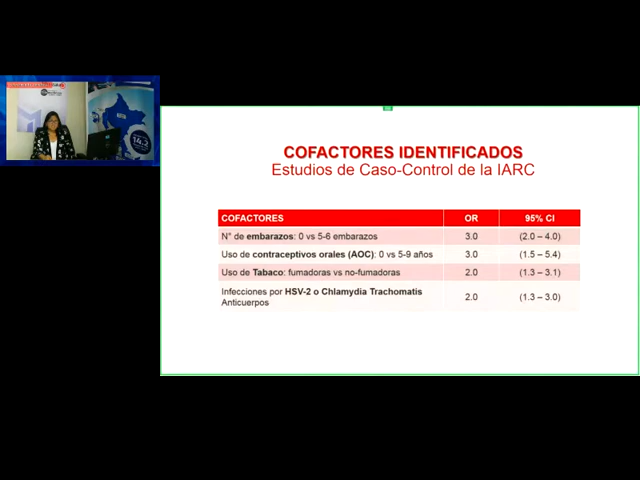 COFACTORES IDENTIFICADOS
Estudios de Caso-Control de la IARC
COFACTORES OR 95% CI
N° de embarazos: 0 vs 5-6 embarazos 3.0 (2.0 – 4.0)
Uso de contraceptivos orales (AOC): 0 vs 5-9 años 3.0 (1.5 – 5.4)
Uso de Tabaco: fumadoras vs no-fumadoras 2.0 (1.3 – 3.1)
Infecciones por HSV-2 o Chlamydia Trachomatis
Anticuerpos 2.0 (1.3 – 3.0)